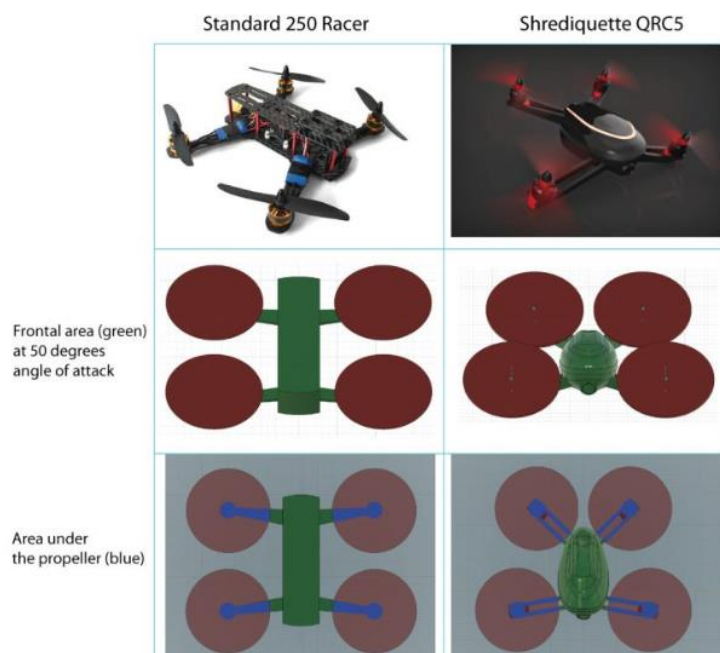 Standard 250 Racer
Shrediquette QRC5
Frontal area (green)
at 50 degrees
angle of attack
Area under
the propeller (blue)